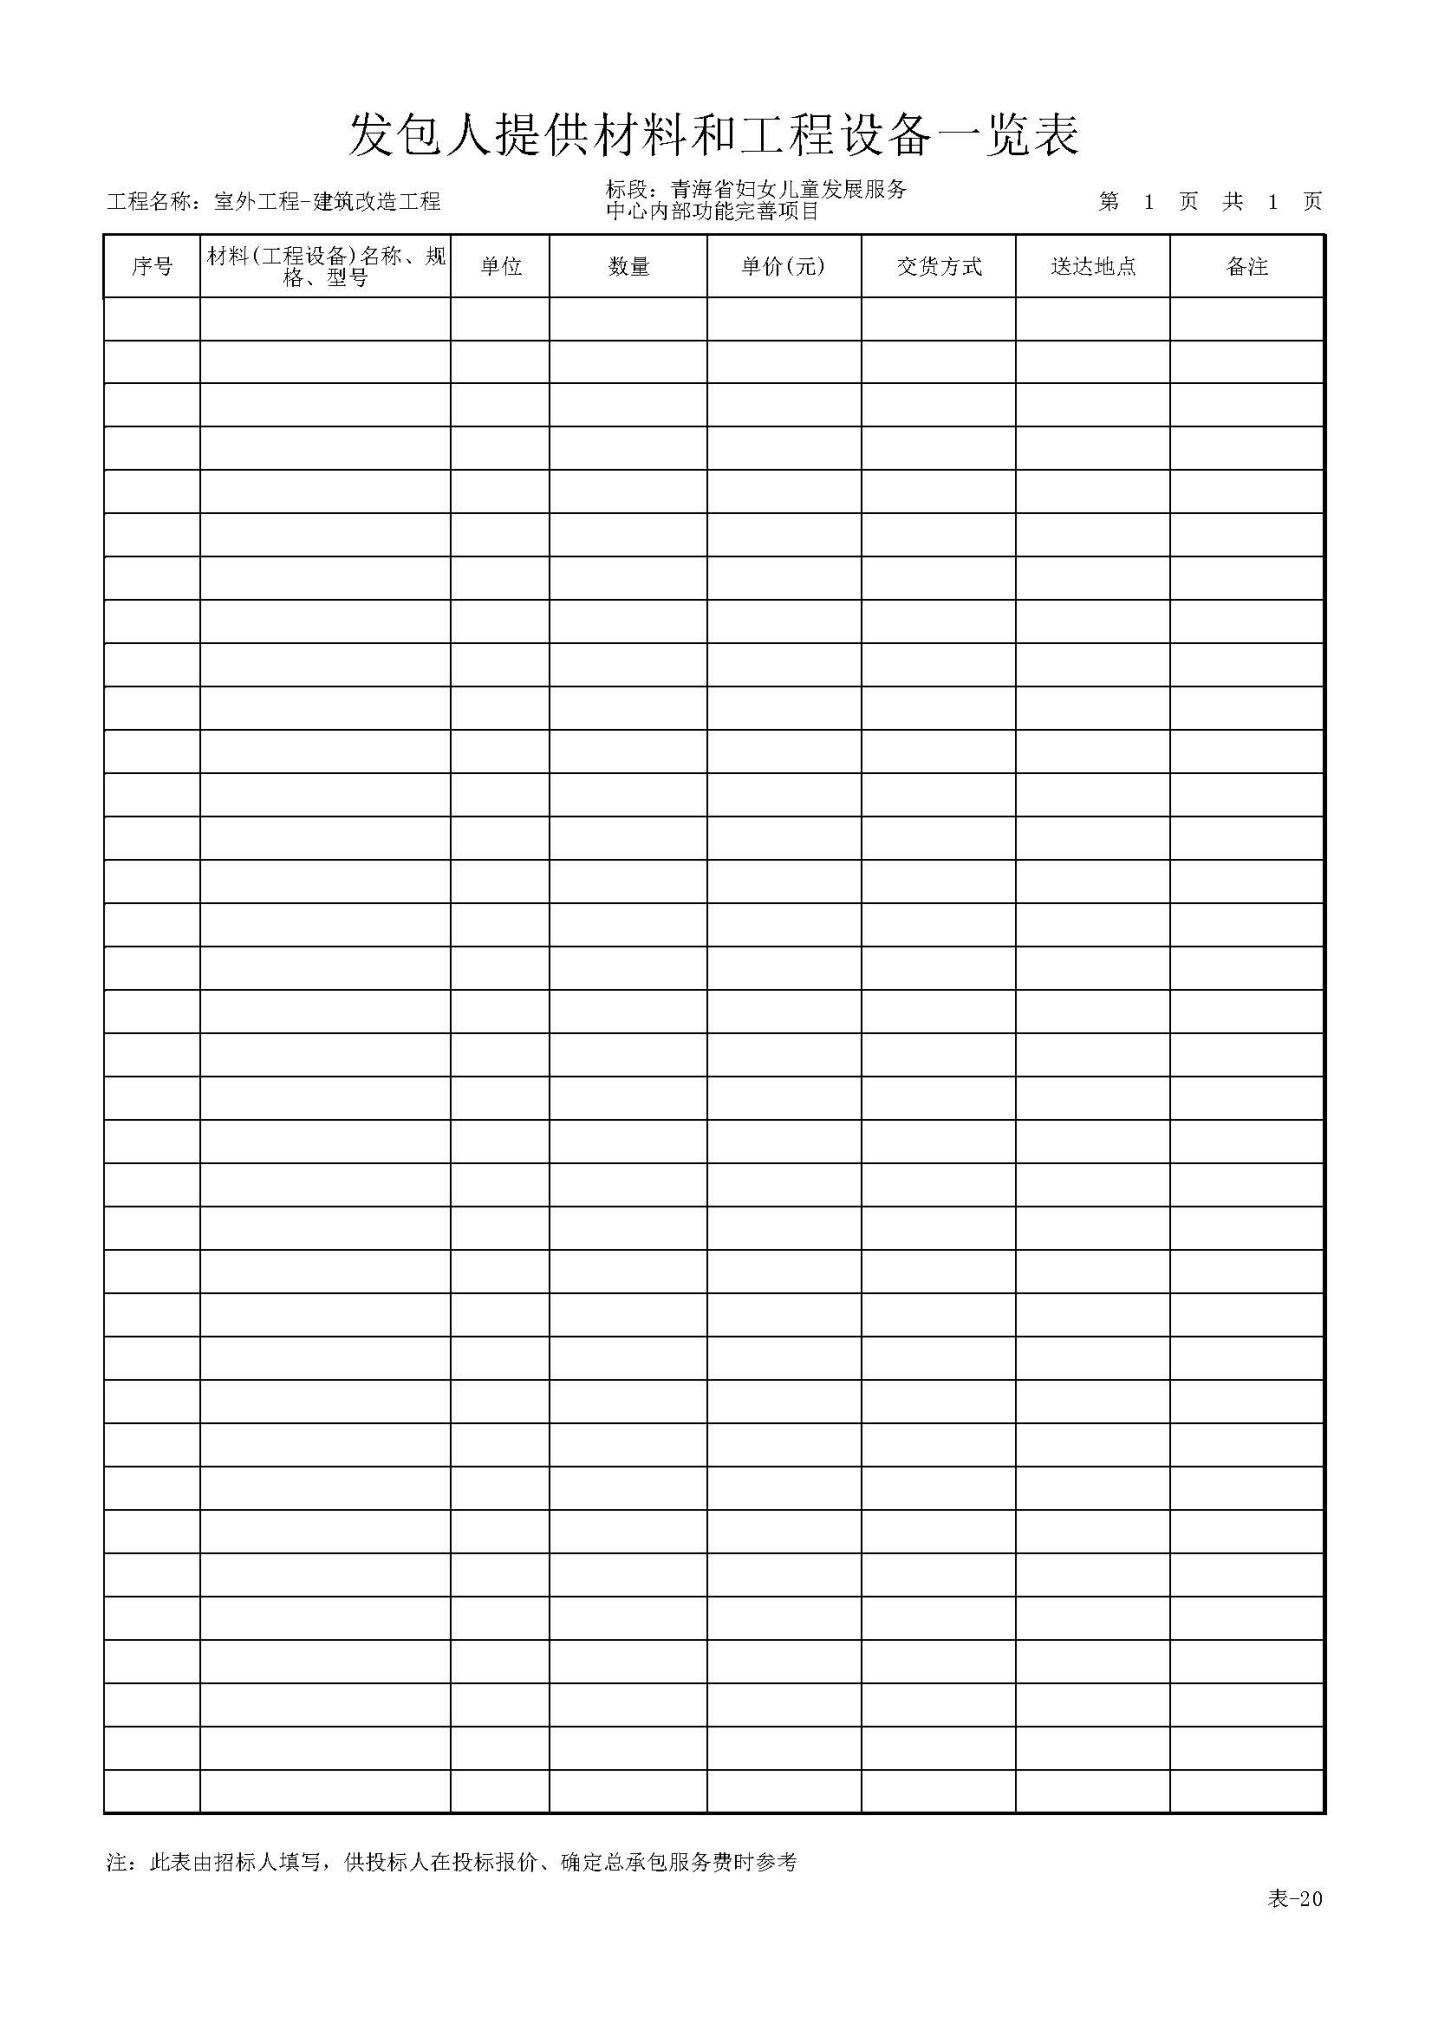 发包人提供材料和工程设备一览表
工程名称：室外工程-建筑改造工程
标段：青海省妇女儿童发展服务
中心内部功能完善项目
第 1 页 共 1 页
序号
材料(工程设备)名称、规
格、型号
单位
数量
单价(元)
交货方式
送达地点
备注
注：此表由招标人填写，供投标人在投标报价、确定总承包服务费时参考
表-20